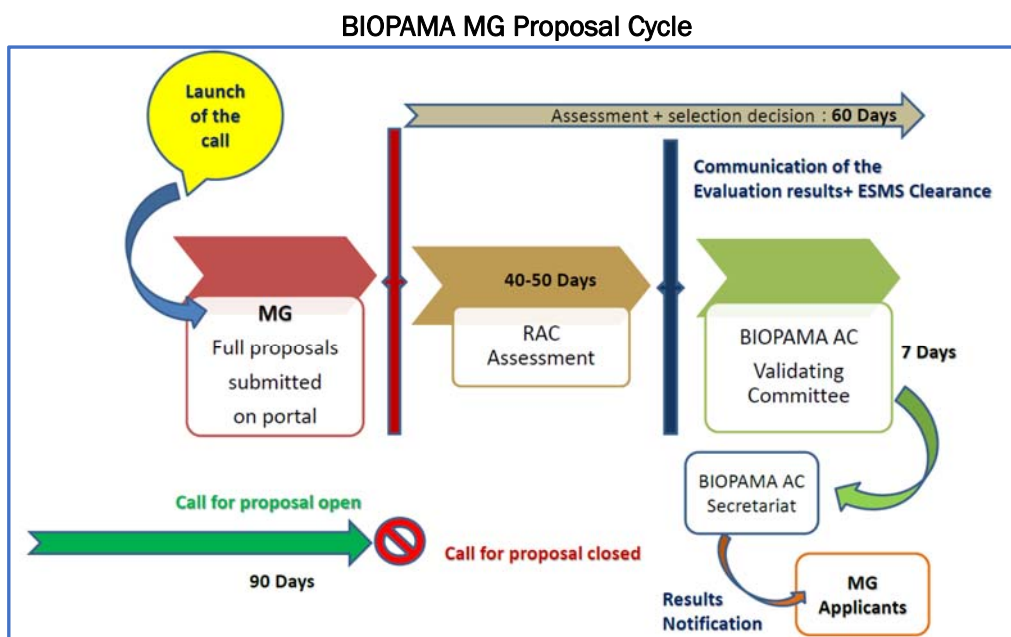 BIOPAMA MG Proposal Cycle
Launch
of the
call
Assessment + selection decision : 60 Days
Communication of the
Evaluation results+ ESMS Clearance
MG
Full proposals
submitted
on portal
40-50 Days
RAC
Assessment
BIOPAMA AC
Validating
Committee
7 Days
BIOPAMA AC
Secretariat
Call for proposal open
90 Days
Call for proposal closed
Results
Notification
MG
Applicants